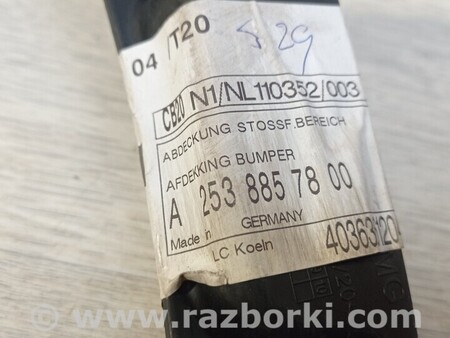 04 /T20
829
CB20 N1/NL110352/003
ABDECKUNG STOSSF.BEREICH
AFDEKKING BUMPER
A 253 885 78 00
Made in GERMANY
LC Koeln
40363120
www.razborki.com